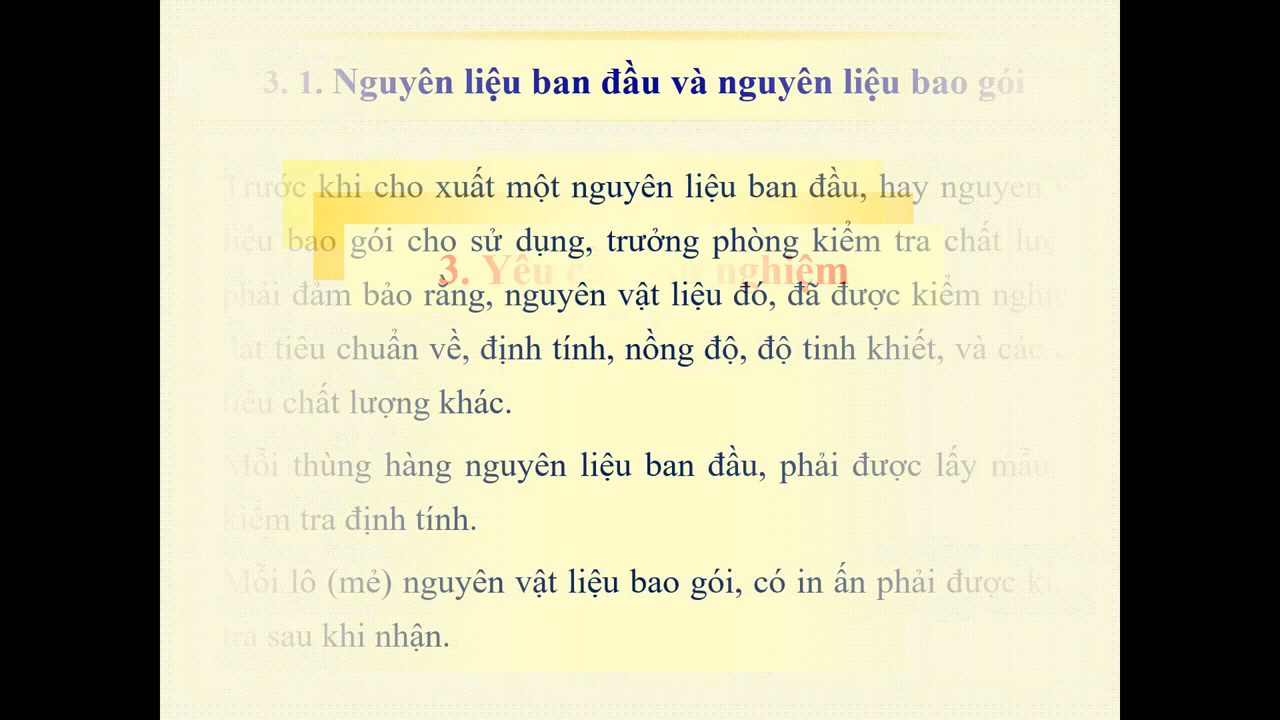 3. 1. Nguyên liệu ban đầu và nguyên liệu bao gói
Trước khi cho xuất một nguyên liệu ban đầu, hay nguyên
liệu bao gói cho sử dụng, trưởng phòng kiểm tra chất
3. Yêu nghiệm
phải đảm bảo rằng, nguyên vật liệu đó, đã được kiểm
đạt tiêu chuẩn về, định tính, nồng độ, độ tinh khiết, và các
tiêu chất lượng khác.
Mỗi thùng hàng nguyên liệu ban đầu, phải được lấy mẫu
kiểm tra định tính.
Mỗi lô (mẻ) nguyên vật liệu bao gói, có in ấn phải được
tra sau khi nhận.